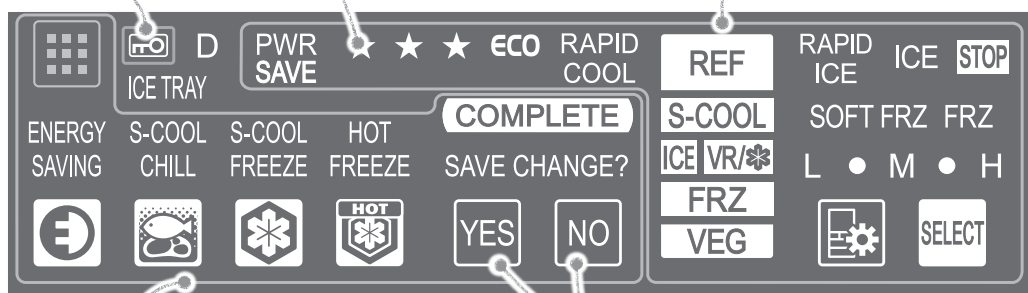 D
ICE TRAY
PWR SAVE
ECO
RAPID COOL
ENERGY SAVING
S-COOL CHILL
S-COOL FREEZE
HOT FREEZE
HOT
COMPLETE
SAVE CHANGE?
YES
NO
REF
S-COOL
ICE
VR/❄
FRZ
VEG
RAPID ICE
ICE
STOP
SOFT FRZ
FRZ
L ● M ● H
SELECT